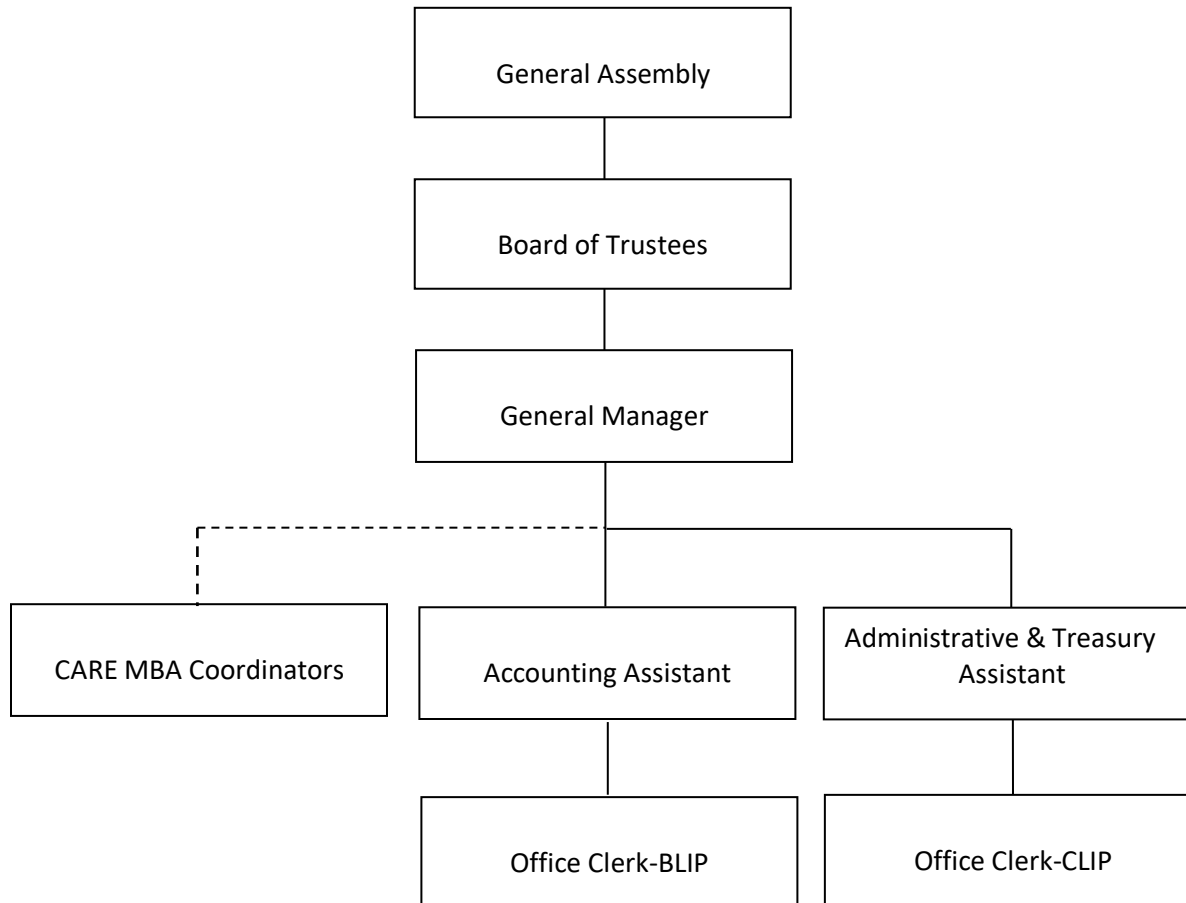 General Assembly
Board of Trustees
General Manager
CARE MBA Coordinators
Accounting Assistant
Administrative & Treasury
Assistant
Office Clerk-BLIP
Office Clerk-CLIP